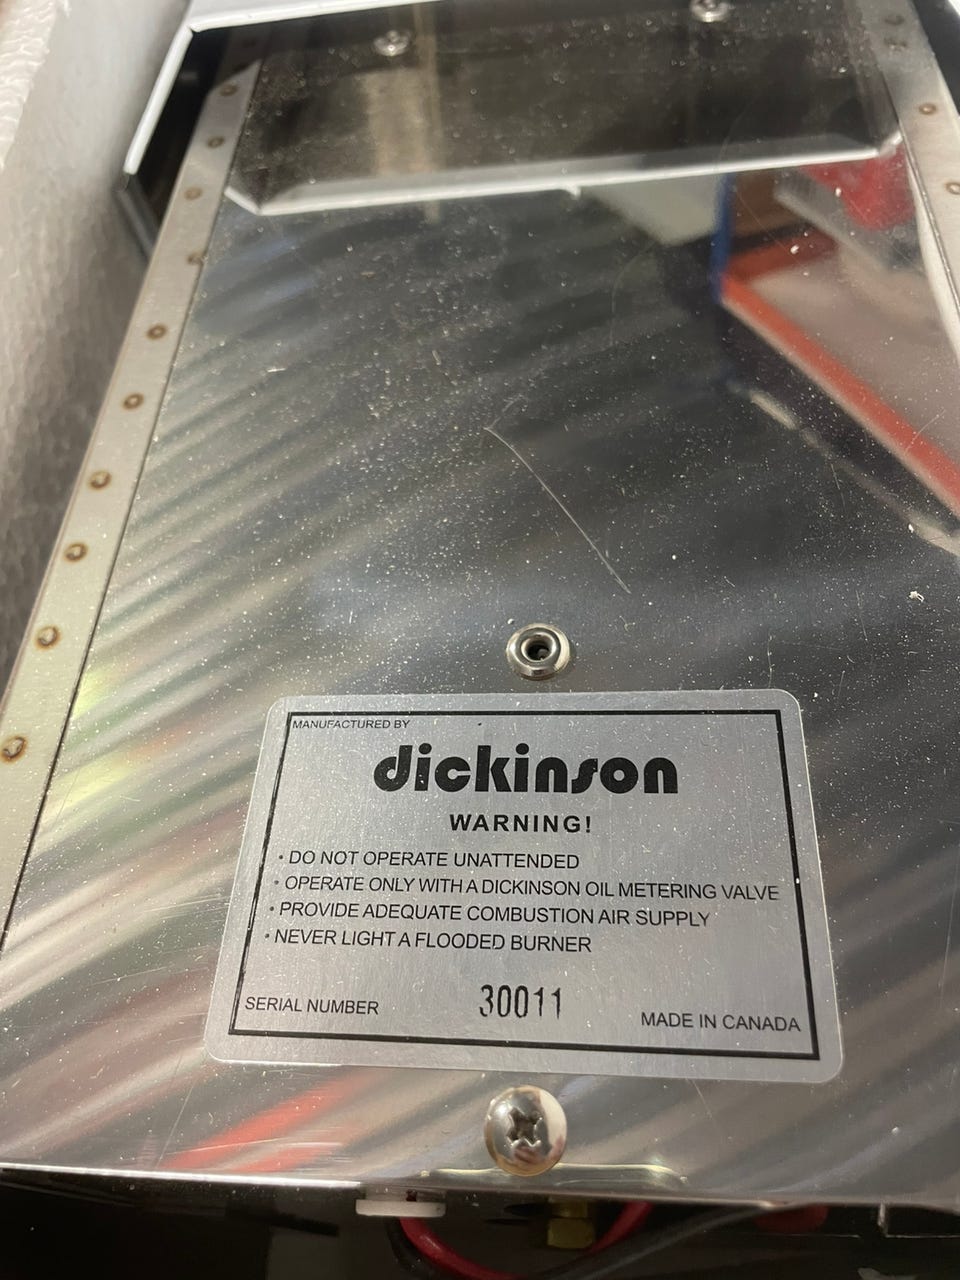 MANUFACTURED BY
dickinson
WARNING!
• DO NOT OPERATE UNATTENDED
• OPERATE ONLY WITH A DICKINSON OIL METERING VALVE
• PROVIDE ADEQUATE COMBUSTION AIR SUPPLY
• NEVER LIGHT A FLOODED BURNER
SERIAL NUMBER 30011 MADE IN CANADA